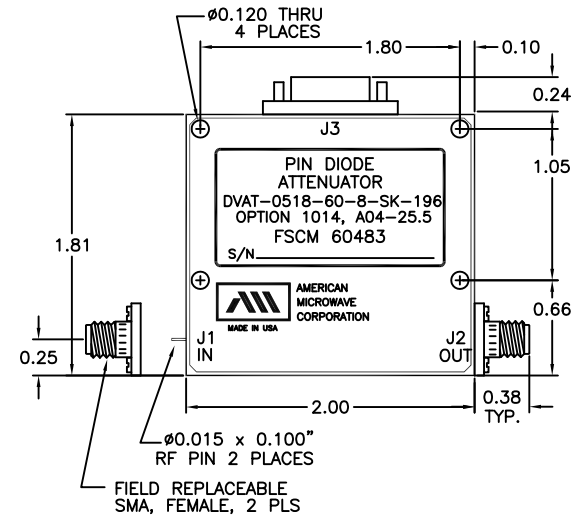 ø0.120 THRU
4 PLACES
1.80
0.10
0.24
J3
PIN DIODE
ATTENUATOR
DVAT-0518-60-8-SK-196
OPTION 1014, A04-25.5
FSCM 60483
S/N
1.05
1.81
AMERICAN
MICROWAVE
CORPORATION
MADE IN USA
0.66
J1
IN
J2
OUT
0.25
2.00
0.38
TYP.
ø0.015 x 0.100"
RF PIN 2 PLACES
FIELD REPLACEABLE
SMA, FEMALE, 2 PLS